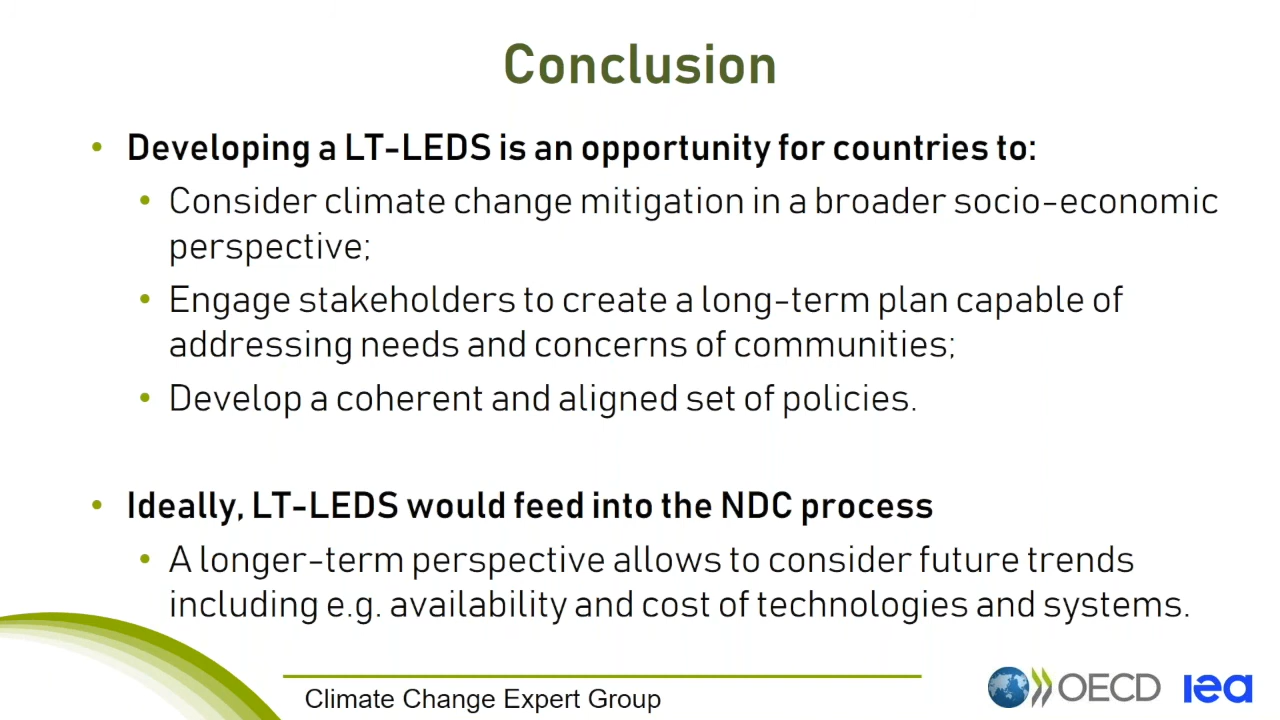 Conclusion
• Developing a LT-LEDS is an opportunity for countries to:
• Consider climate change mitigation in a broader socio-economic
perspective;
• Engage stakeholders to create a long-term plan capable of
addressing needs and concerns of communities;
• Develop a coherent and aligned set of policies.
• Ideally, LT-LEDS would feed into the NDC process
• A longer-term perspective allows to consider future trends
including e.g. availability and cost of technologies and systems.
Climate Change Expert Group
OECD
iea